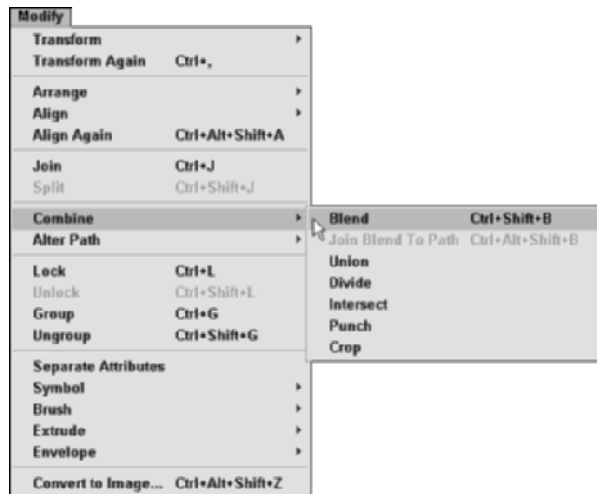 Modify
Transform
Transform Again Ctrl+,
Arrange
Align
Align Again Ctrl+Alt+Shift+A
Join Ctrl+J
Split Ctrl+Shift+J
Combine
Alter Path
Lock Ctrl+L
Unlock Ctrl+Shift+L
Group Ctrl+G
Ungroup Ctrl+Shift+G
Separate Attributes
Symbol
Brush
Extrude
Envelope
Convert to Image... Ctrl+Alt+Shift+Z
Blend Ctrl+Shift+B
Join Blend To Path Ctrl+Alt+Shift+B
Union
Divide
Intersect
Punch
Crop